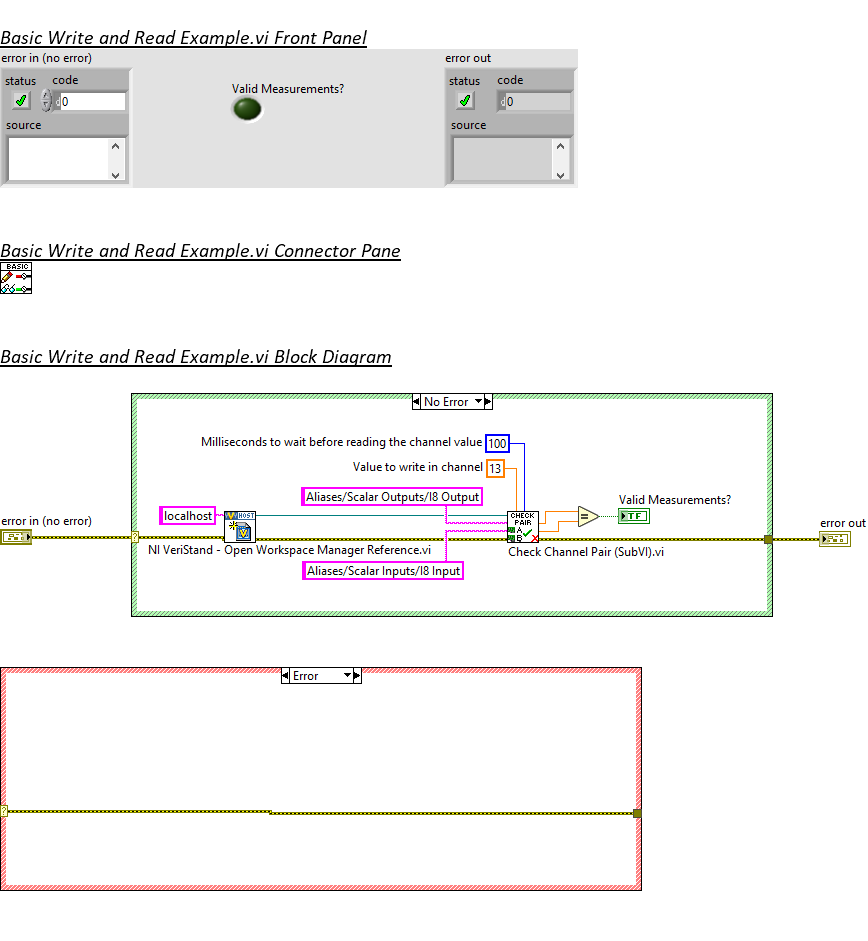 Basic Write and Read Example.vi Front Panel
error in (no error)
error out
status code
status code
Valid Measurements?
0
0
source
source
Basic Write and Read Example.vi Connector Pane
BASIC
Basic Write and Read Example.vi Block Diagram
No Error
Milliseconds to wait before reading the channel value 100
Value to write in channel 13
Aliases/Scalar Outputs/I8 Output
Valid Measurements?
localhost
HOST
CHECK
PAIR
A
B
TF
error in (no error)
error out
NI VeriStand - Open Workspace Manager Reference.vi
Check Channel Pair (SubVI).vi
Aliases/Scalar Inputs/I8 Input
Error